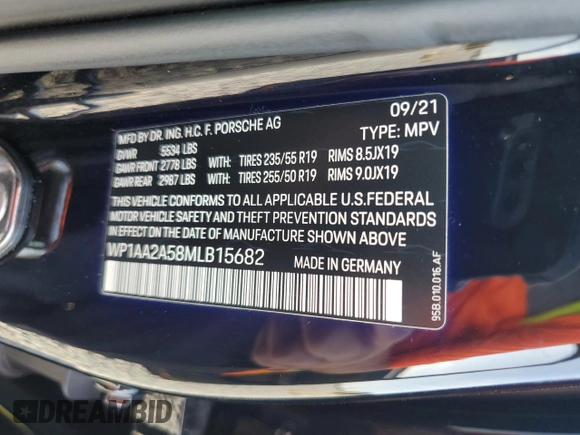 09/21
MFD BY DR. ING. H.C. F. PORSCHE AG
TYPE: MPV
GVWR 5534 LBS
GAWR FRONT 2778 LBS WITH: TIRES 235/55 R19 RIMS 8.5JX19
GAWR REAR 2987 LBS WITH: TIRES 255/50 R19 RIMS 9.0JX19
THIS VEHICLE CONFORMS TO ALL APPLICABLE U.S.FEDERAL
MOTOR VEHICLE SAFETY AND THEFT PREVENTION STANDARDS
IN EFFECT ON THE DATE OF MANUFACTURE SHOWN ABOVE.
WP1AA2A58MLB15682
MADE IN GERMANY
95B.010.016.AF
DREAMBID